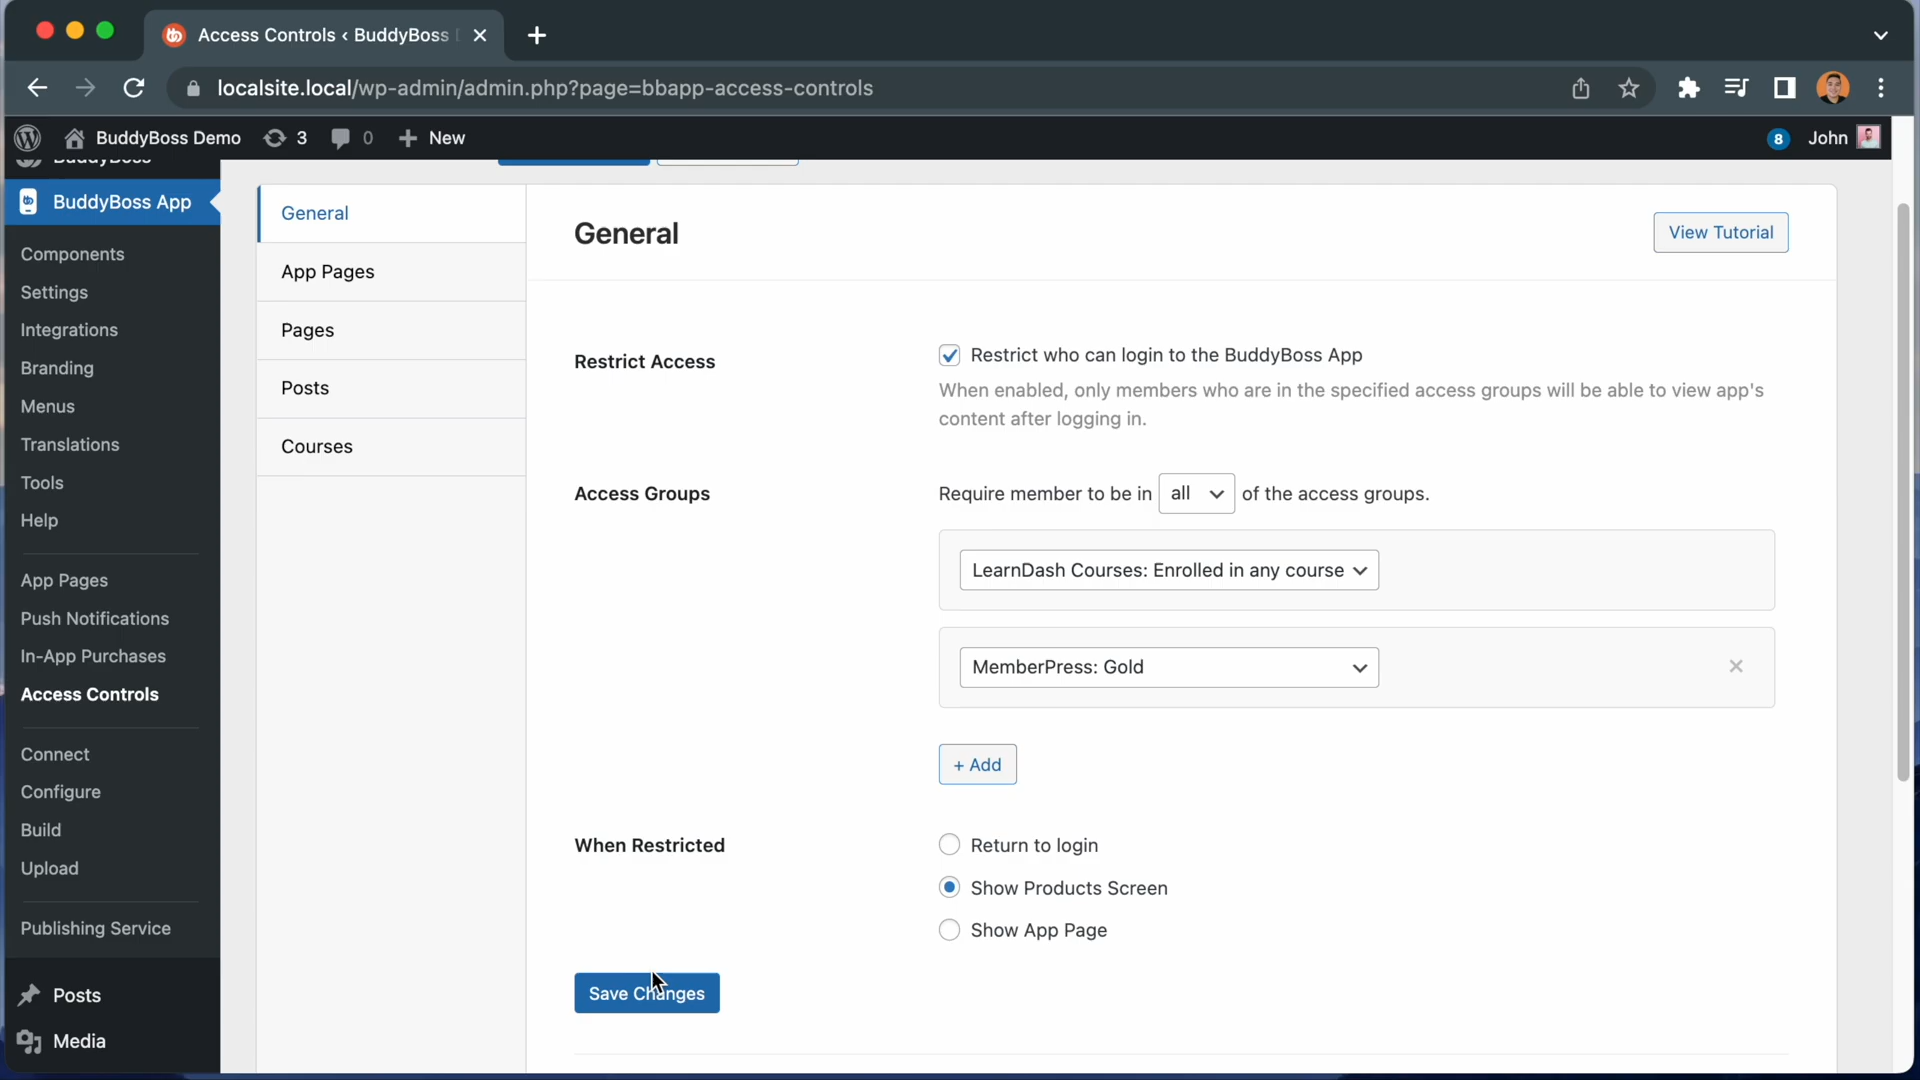 Access Controls ‹ BuddyBoss
localsite.local/wp-admin/admin.php?page=bbapp-access-controls
BuddyBoss Demo 3 0 New
8 John
BuddyBoss
BuddyBoss App
Components
Settings
Integrations
Branding
Menus
Translations
Tools
Help
App Pages
Push Notifications
In-App Purchases
Access Controls
Connect
Configure
Build
Upload
Publishing Service
Posts
Media
General
App Pages
Pages
Posts
Courses
General
View Tutorial
Restrict Access
Restrict who can login to the BuddyBoss App
When enabled, only members who are in the specified access groups will be able to view app's
content after logging in.
Access Groups
Require member to be in all of the access groups.
LearnDash Courses: Enrolled in any course
MemberPress: Gold
+ Add
When Restricted
Return to login
Show Products Screen
Show App Page
Save Changes